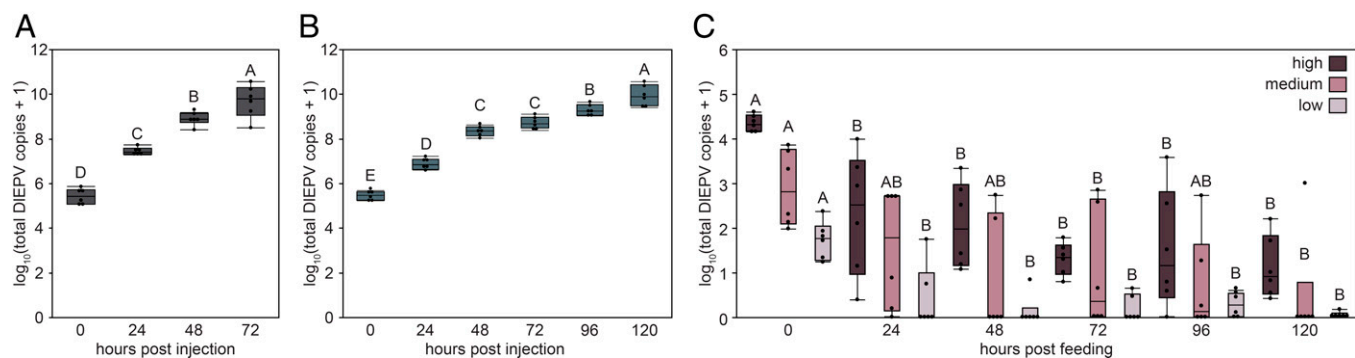 A
log10(total DIEPV copies + 1)
12
10
8
6
4
2
0
D
C
B
A
0 24 48 72
hours post injection
B
log10(total DIEPV copies + 1)
12
10
8
6
4
2
0
E
D
C
C
B
A
0 24 48 72 96 120
hours post injection
C
log10(total DIEPV copies + 1)
6
5
4
3
2
1
0
high
medium
low
A
A
A
B
AB
B
B
AB
B
B
B
B
B
AB
B
B
B
B
0 24 48 72 96 120
hours post feeding